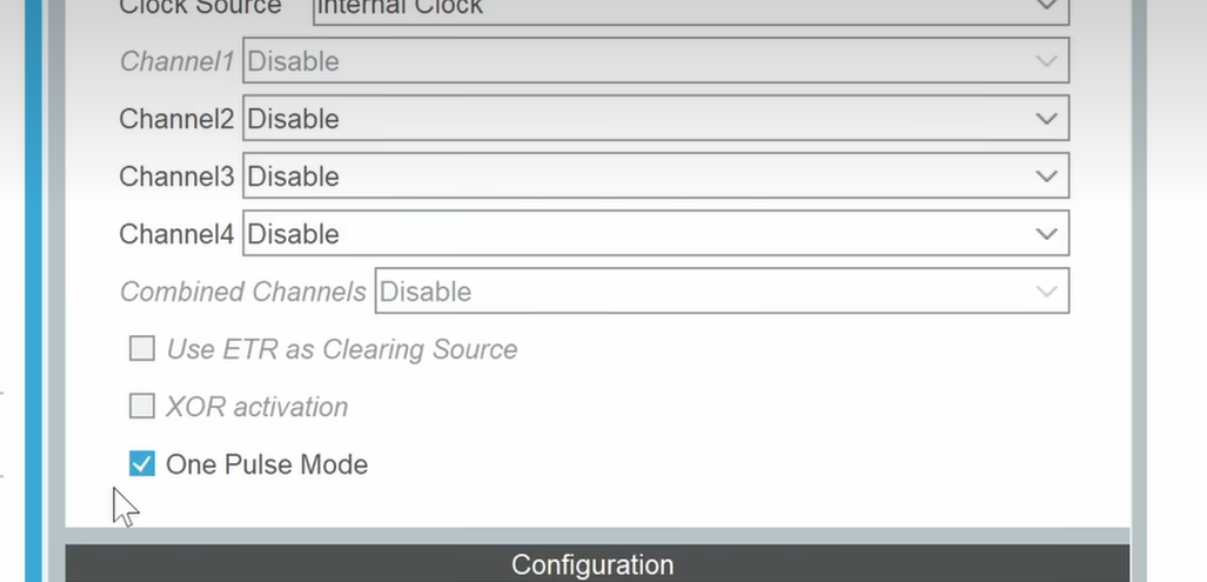 Clock Source Internal Clock
Channel1 Disable
Channel2 Disable
Channel3 Disable
Channel4 Disable
Combined Channels Disable
Use ETR as Clearing Source
XOR activation
One Pulse Mode
Configuration